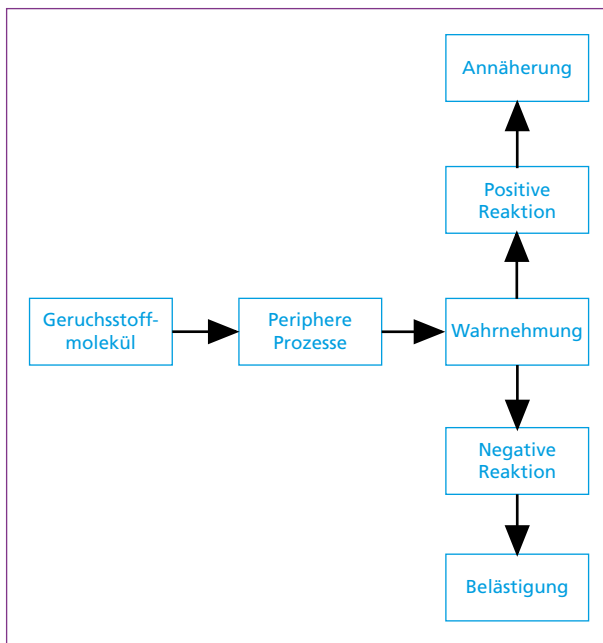 Annäherung
Positive
Reaktion
Geruchsstoff-
molekül
Periphere
Prozesse
Wahrnehmung
Negative
Reaktion
Belästigung